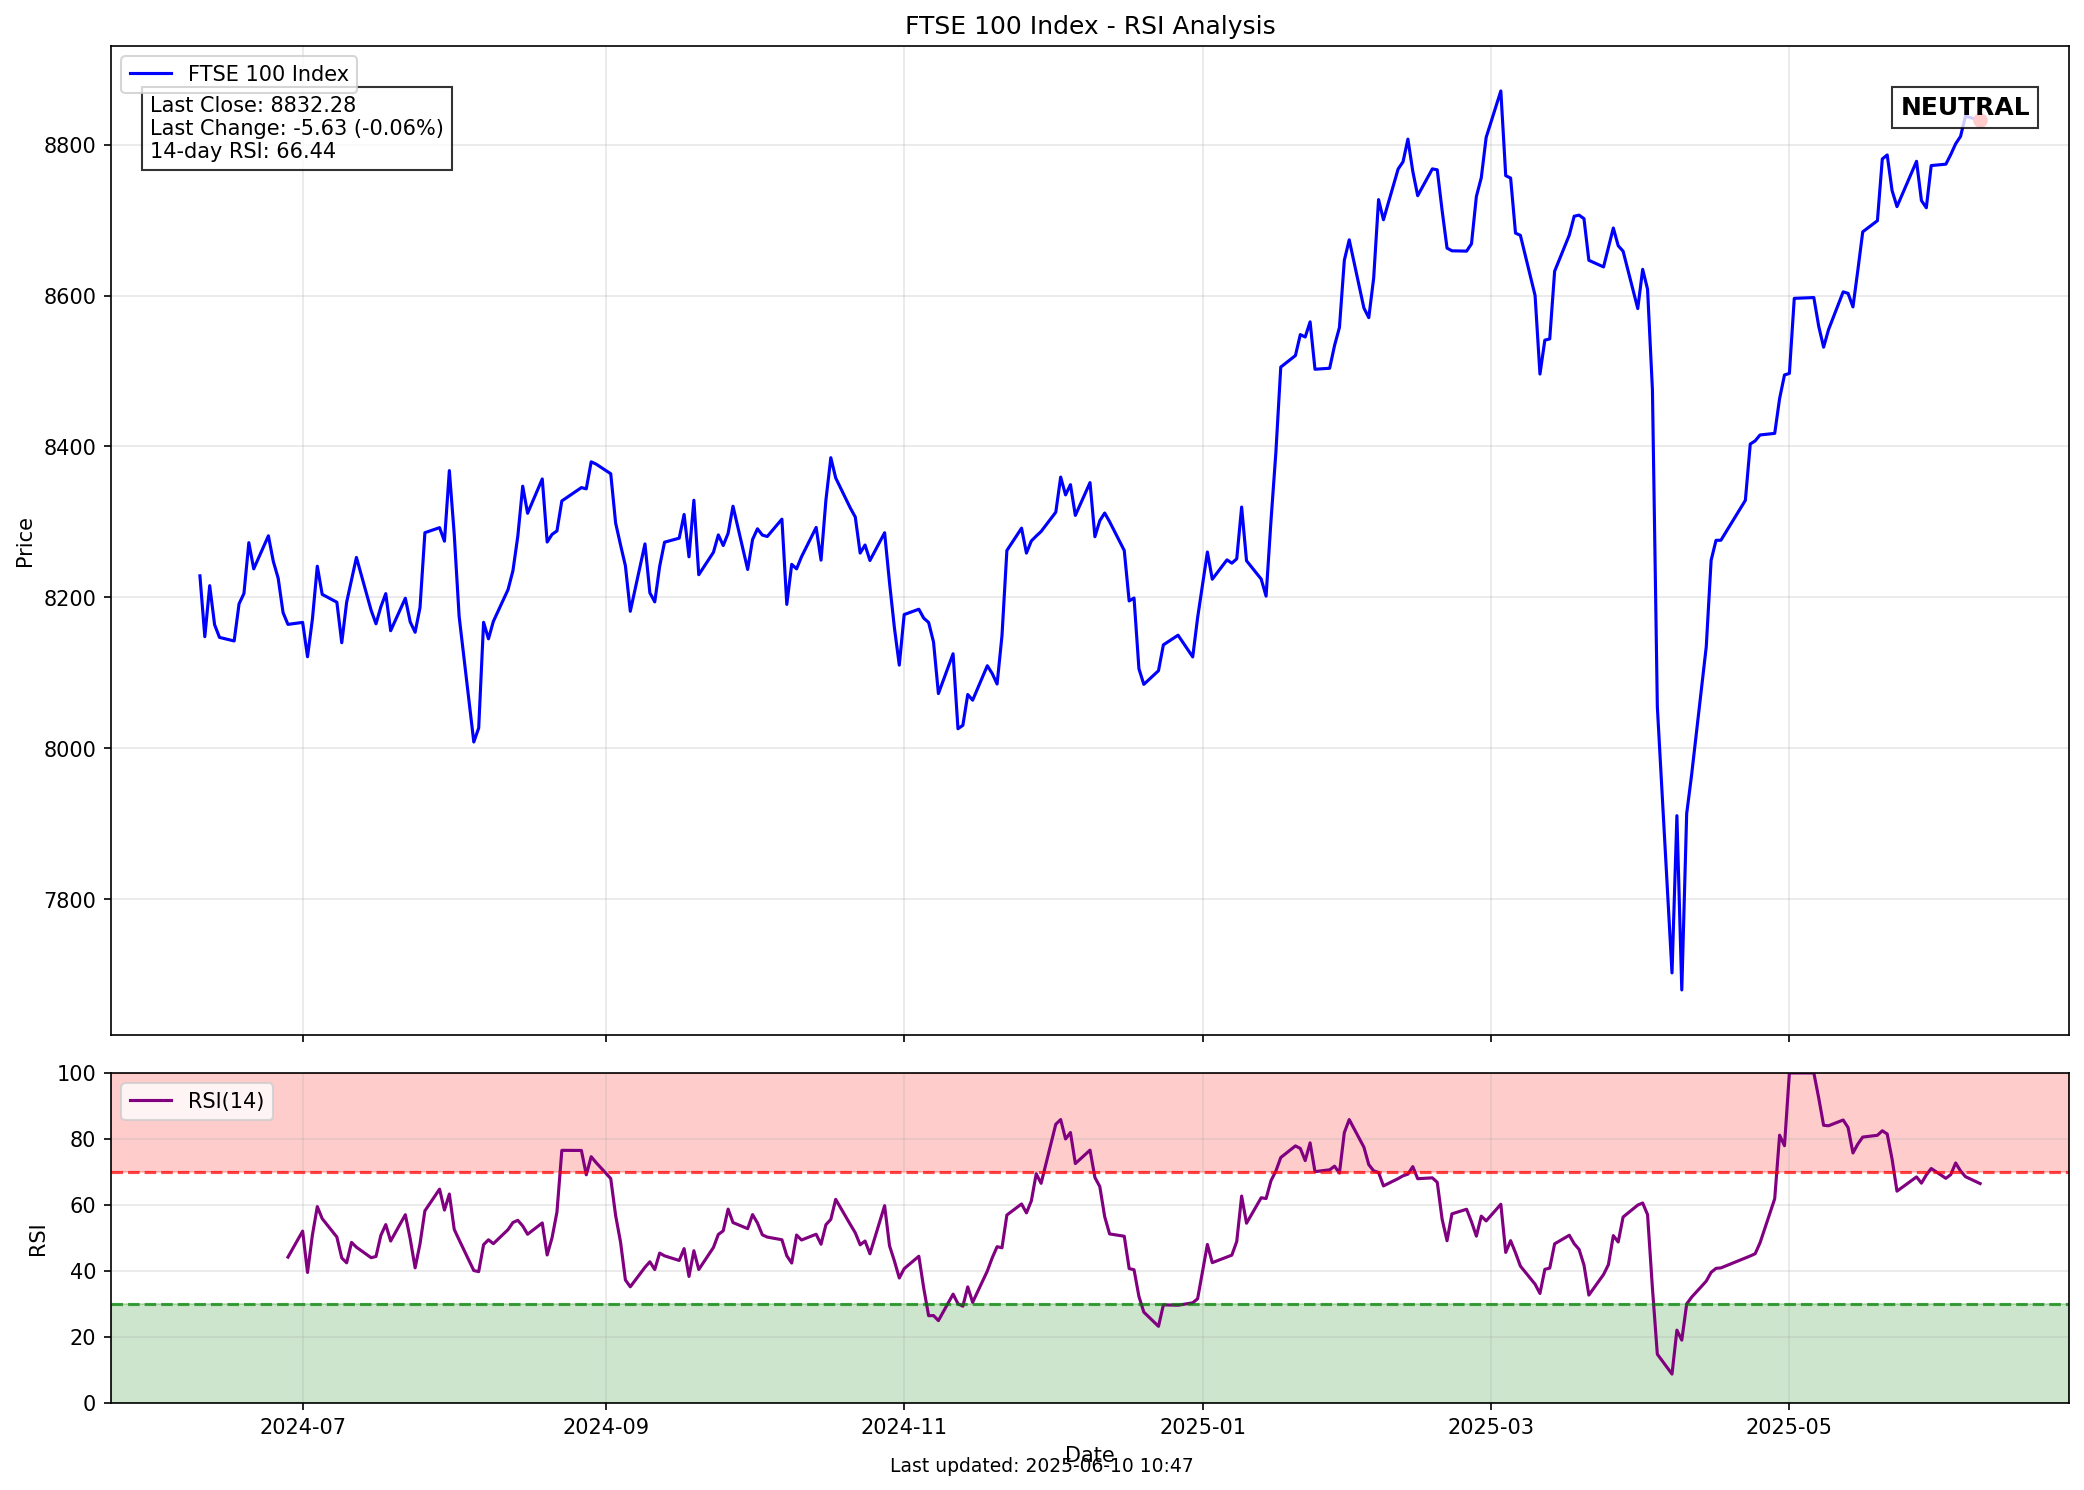 FTSE 100 Index - RSI Analysis
FTSE 100 Index
Last Close: 8832.28
Last Change: -5.63 (-0.06%)
14-day RSI: 66.44
NEUTRAL
Price
8800
8600
8400
8200
8000
7800
RSI(14)
RSI
100
80
60
40
20
0
2024-07
2024-09
2024-11
2025-01
2025-03
2025-05
Date
Last updated: 2025-06-10 10:47